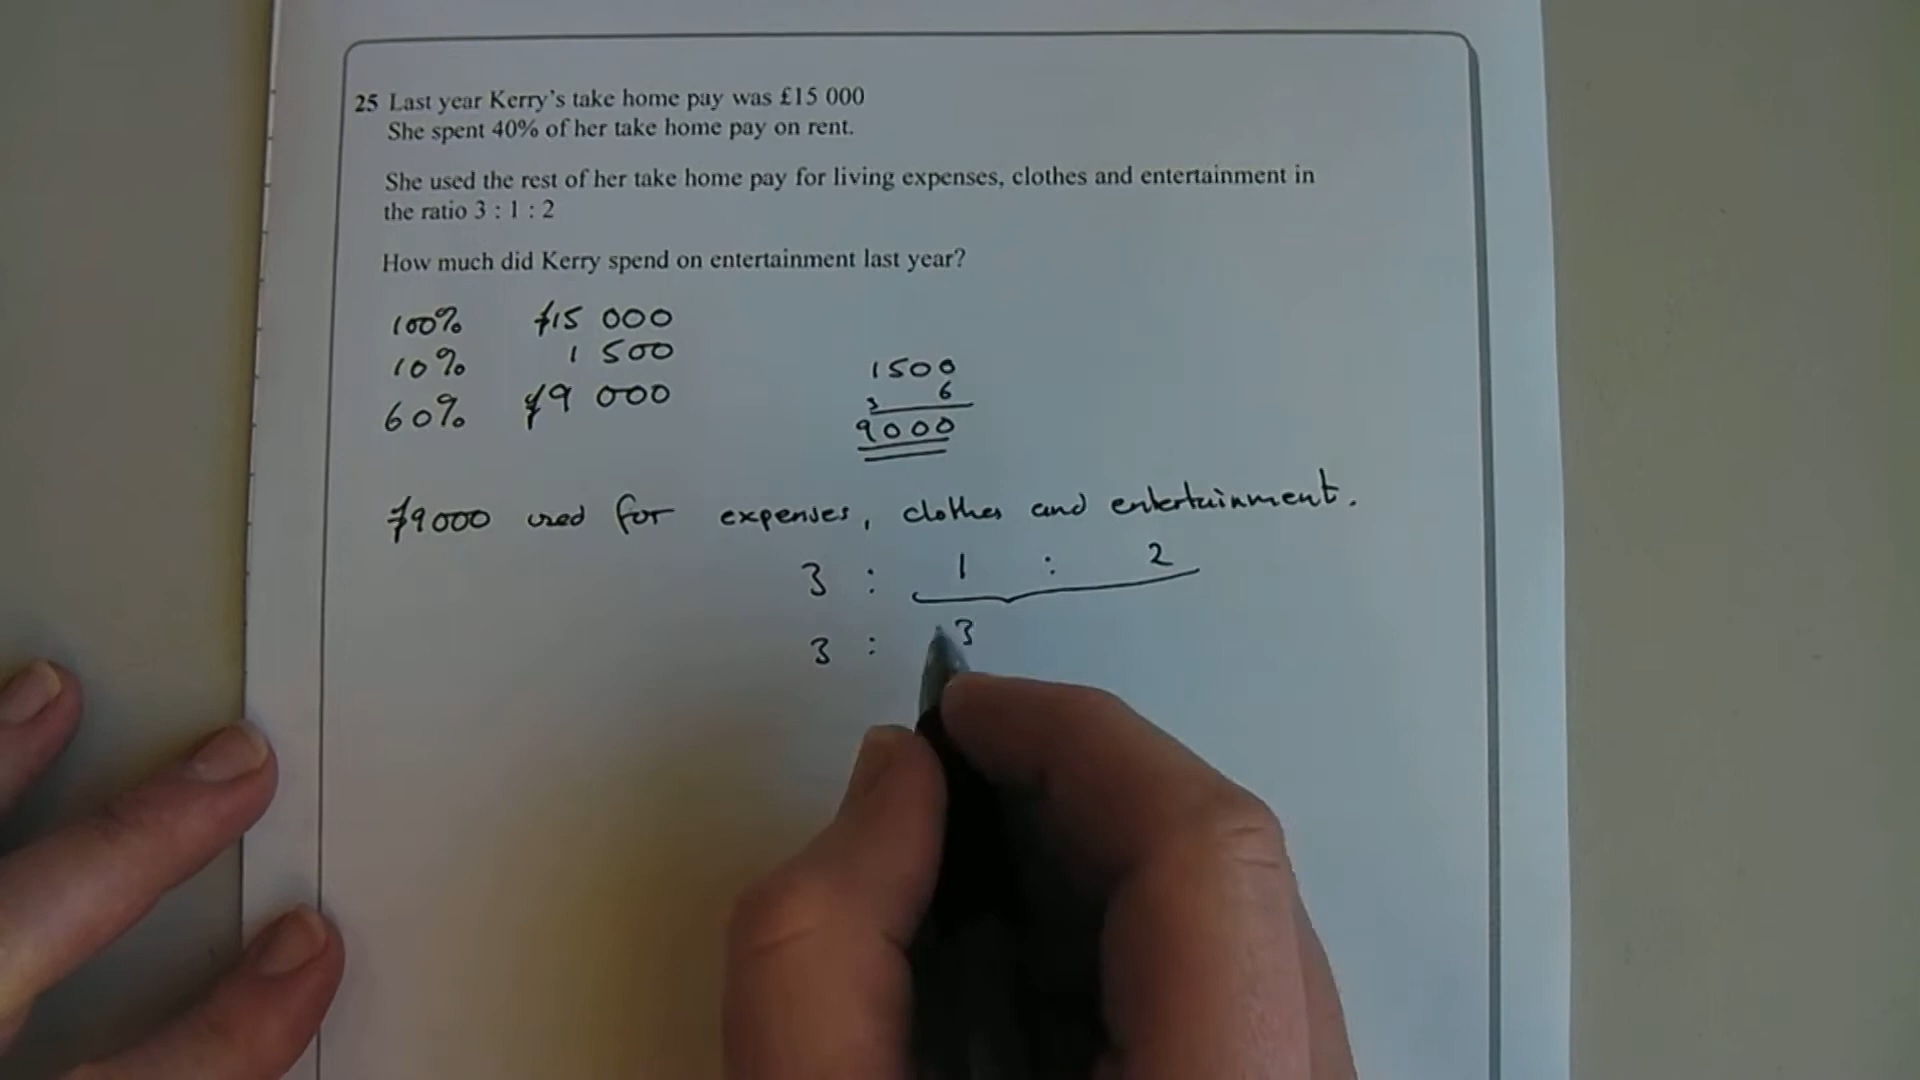 25 Last year Kerry's take home pay was £15 000
She spent 40% of her take home pay on rent.
She used the rest of her take home pay for living expenses, clothes and entertainment in
the ratio 3 : 1 : 2
How much did Kerry spend on entertainment last year?
100% £15 000
10% 1 500
60% £9 000
1500
3 6
9000
£9000 used for expenses, clothes and entertainment.
3 : 1 : 2
3 : 3